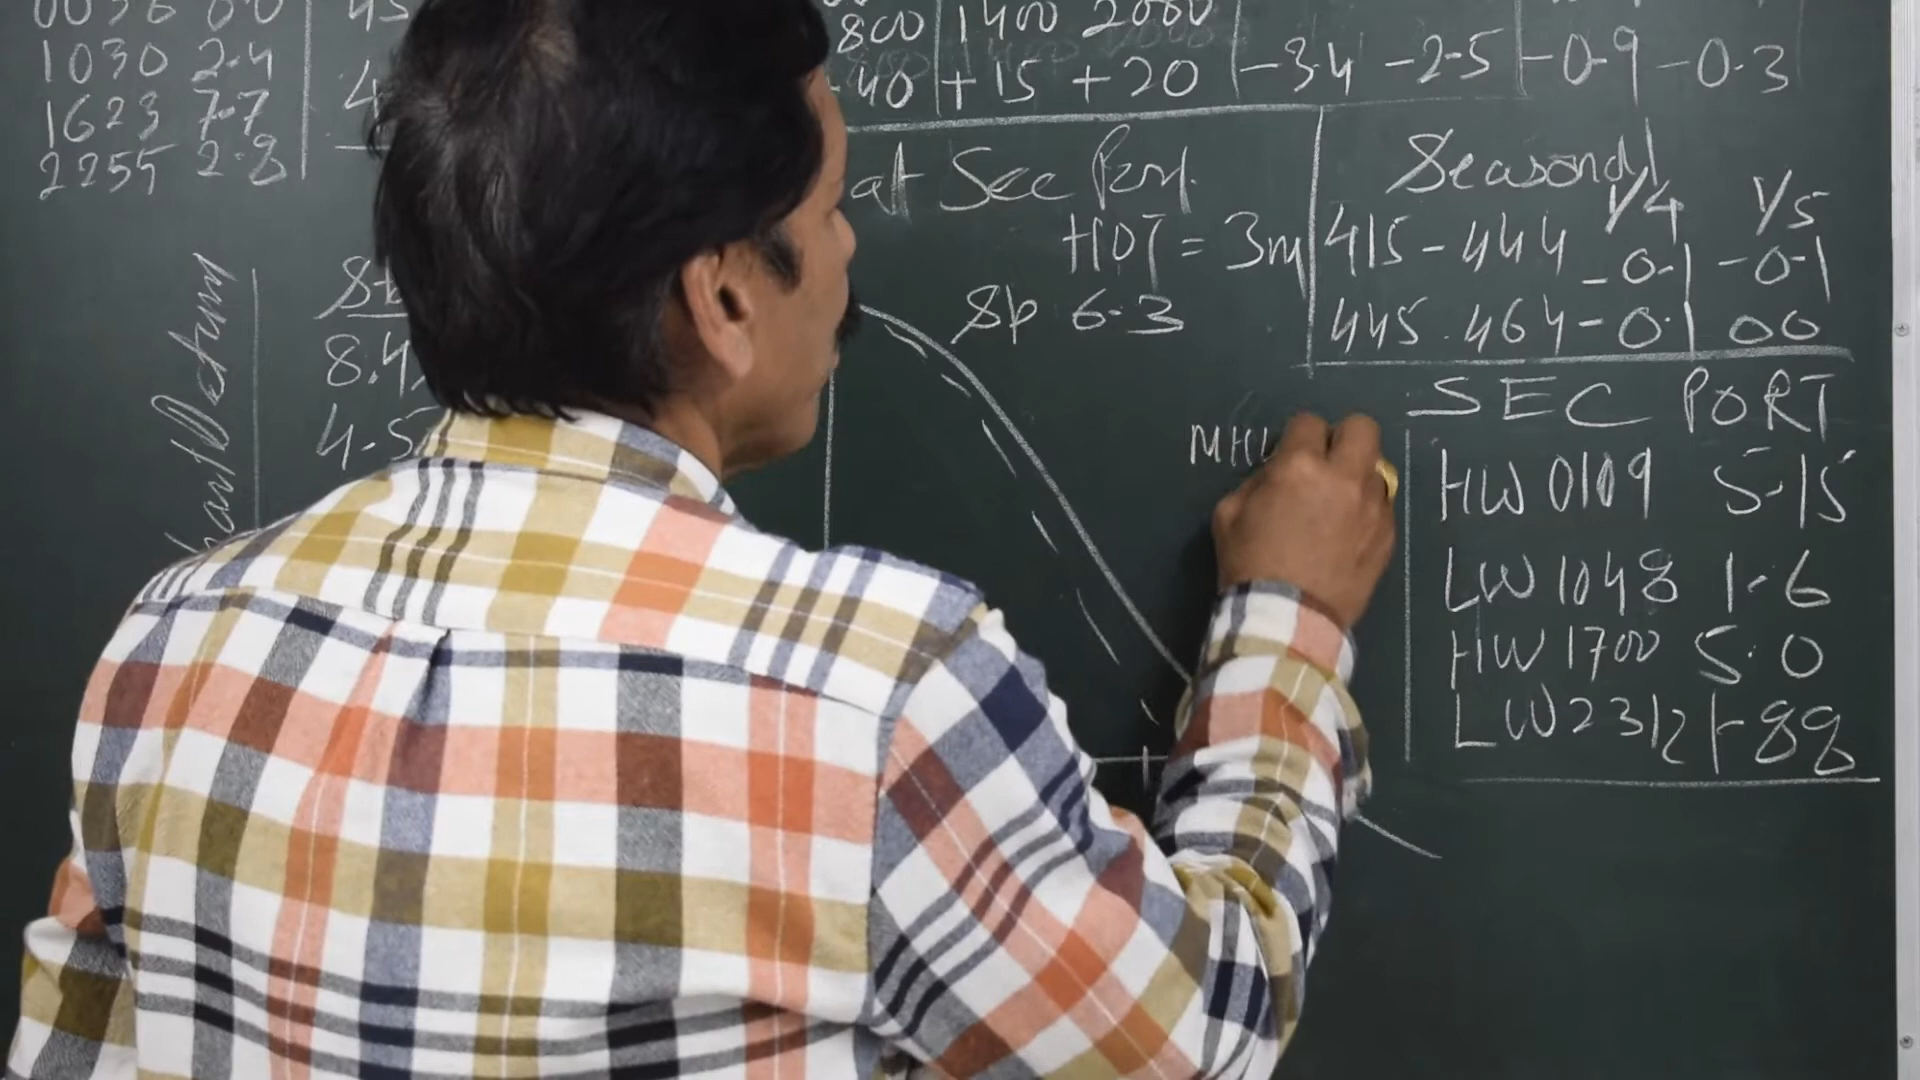 0036 0.0
1030 2.4
1623 7.7
2255 2.8
800 1400 2000
40 +15 +20 -3.4 -2.5 -0.9 -0.3
at Sec Port.
HOT = 3m
Sp 6.3
Seasonal
1/4 1/5
415-444 -0.1 -0.1
445.464 -0.1 00
8.4
4.5
SEC PORT
HW 0109 5.15
LW 1048 1.6
HW 1700 5.0
LW 2312 1.88